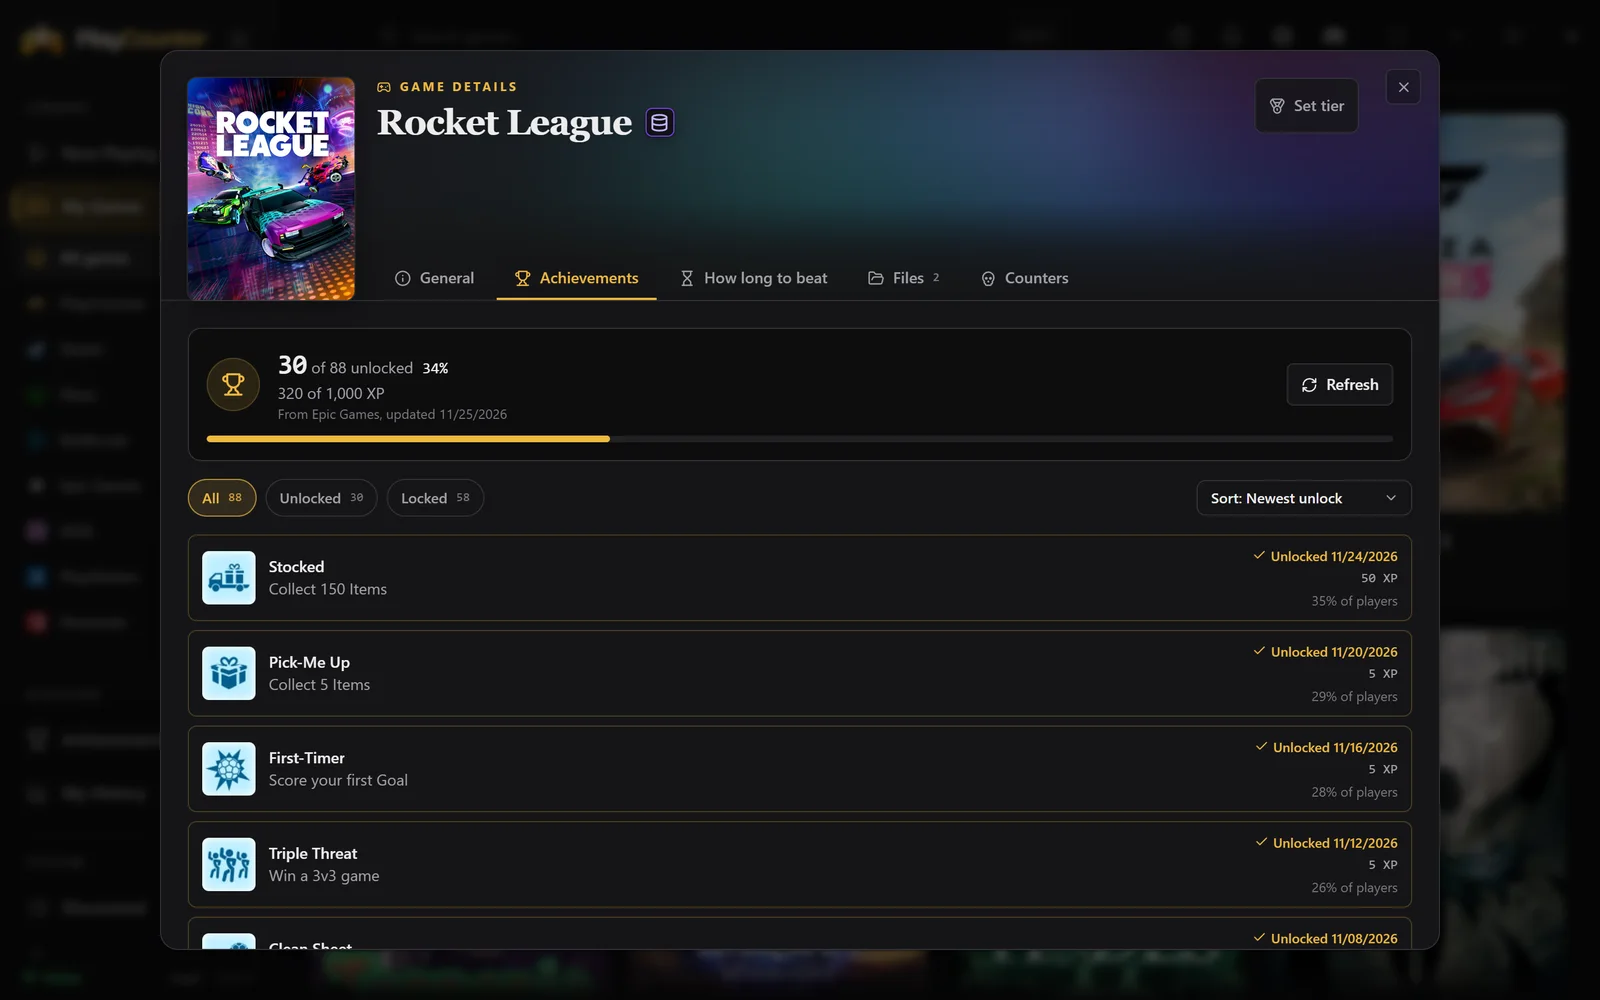 GAME DETAILS
Rocket League
Set tier
ROCKET
LEAGUE
General
Achievements
How long to beat
Files 2
Counters
30 of 88 unlocked 34%
320 of 1,000 XP
From Epic Games, updated 11/25/2026
Refresh
All 88
Unlocked 30
Locked 58
Sort: Newest unlock
Stocked
Collect 150 Items
Unlocked 11/24/2026
50 XP
35% of players
Pick-Me Up
Collect 5 Items
Unlocked 11/20/2026
5 XP
29% of players
First-Timer
Score your first Goal
Unlocked 11/16/2026
5 XP
28% of players
Triple Threat
Win a 3v3 game
Unlocked 11/12/2026
5 XP
26% of players
Clean Sheet
Unlocked 11/08/2026